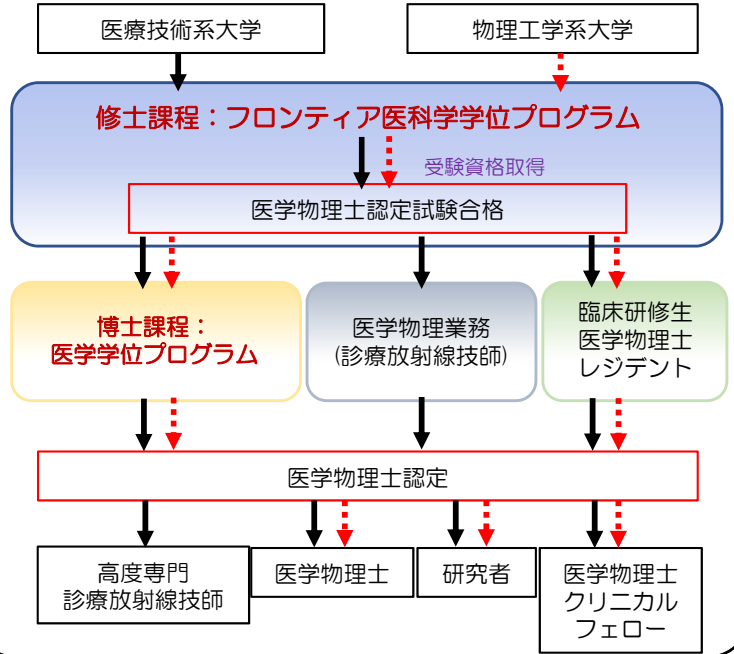 医療技術系大学
物理工学系大学
修士課程：フロンティア医科学学位プログラム
受験資格取得
医学物理士認定試験合格
博士課程：
医学学位プログラム
医学物理業務
(診療放射線技師)
臨床研修生
医学物理士
レジデント
医学物理士認定
高度専門
診療放射線技師
医学物理士
研究者
医学物理士
クリニカル
フェロー